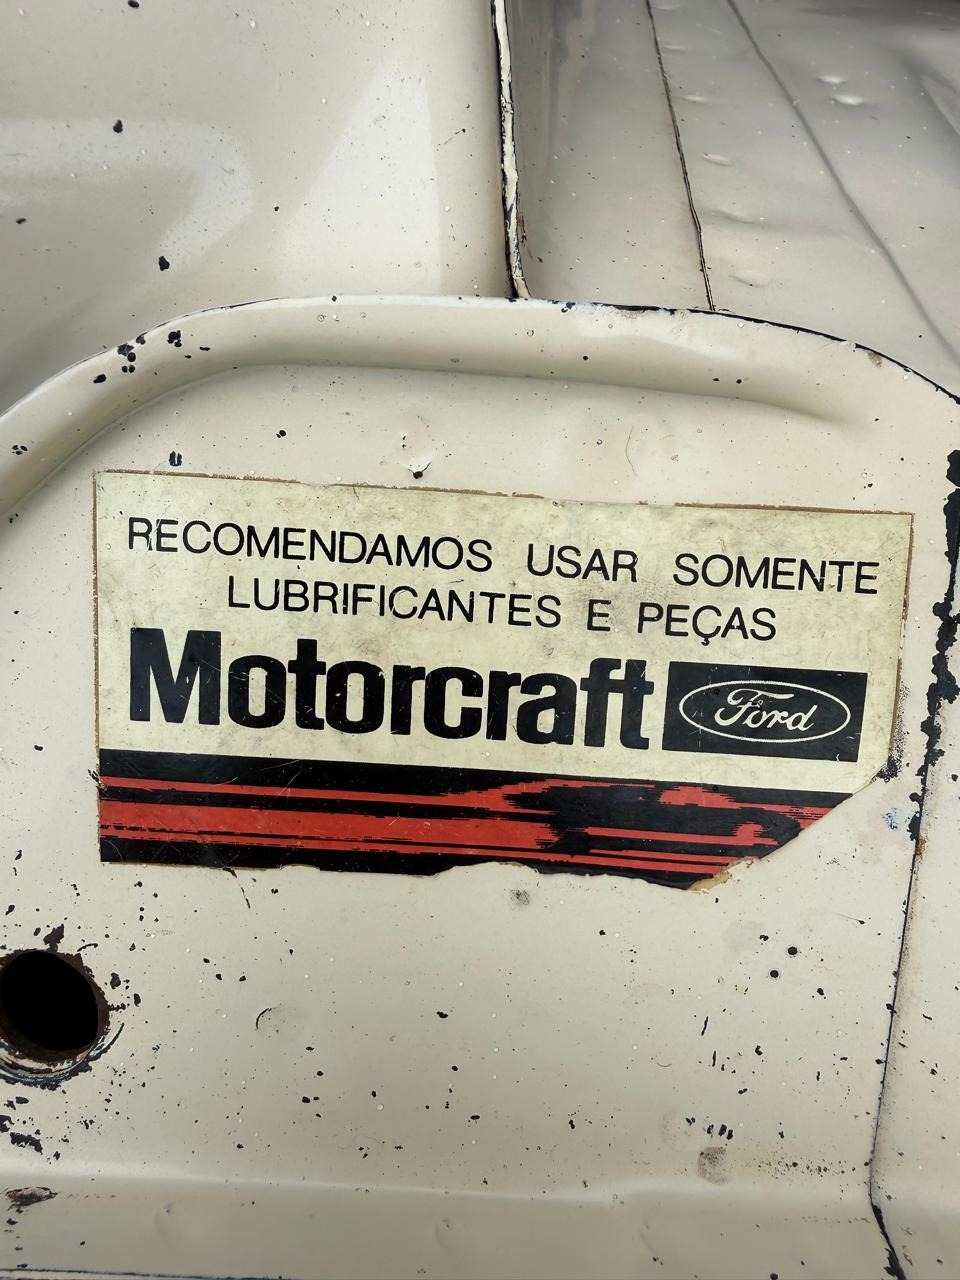 RECOMENDAMOS USAR SOMENTE
LUBRIFICANTES E PEÇAS
Motorcraft Ford